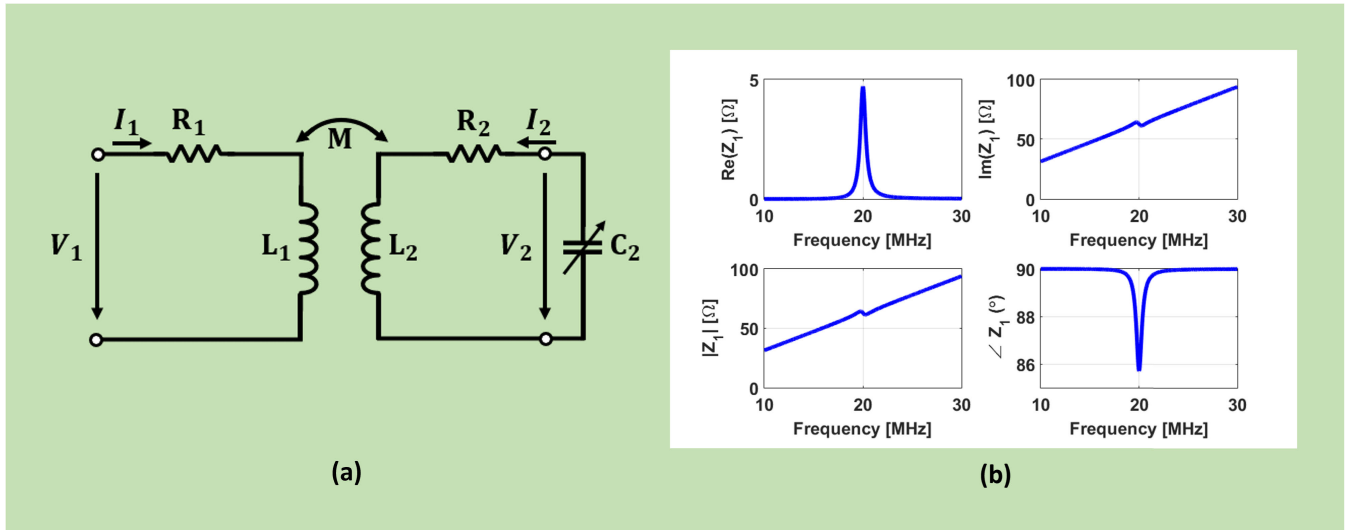 I₁ R₁ M R₂ I₂
V₁ L₁ L₂ V₂ C₂
(a)
Re(Z₁) [Ω]
5
0
10 20 30
Frequency [MHz]
Im(Z₁) [Ω]
100
50
0
10 20 30
Frequency [MHz]
|Z₁| [Ω]
100
50
0
10 20 30
Frequency [MHz]
∠ Z₁ (°)
90
88
86
10 20 30
Frequency [MHz]
(b)